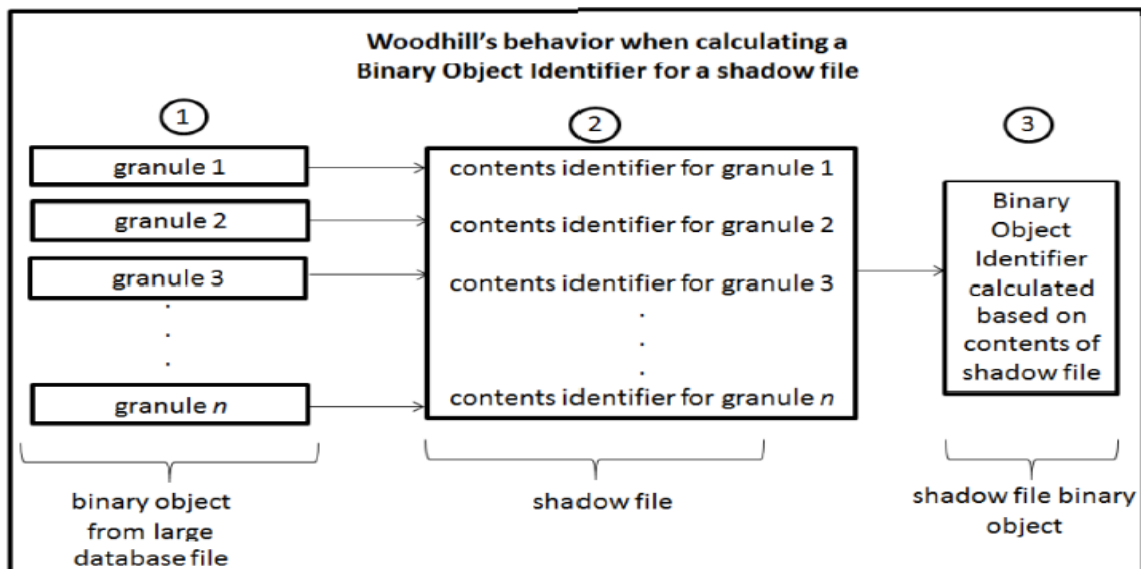 Woodhill's behavior when calculating a
Binary Object Identifier for a shadow file
1
2
3
granule 1
contents identifier for granule 1
granule 2
contents identifier for granule 2
granule 3
contents identifier for granule 3
.
.
.
.
.
.
granule n
contents identifier for granule n
Binary
Object
Identifier
calculated
based on
contents of
shadow file
binary object
from large
database file
shadow file
shadow file binary
object